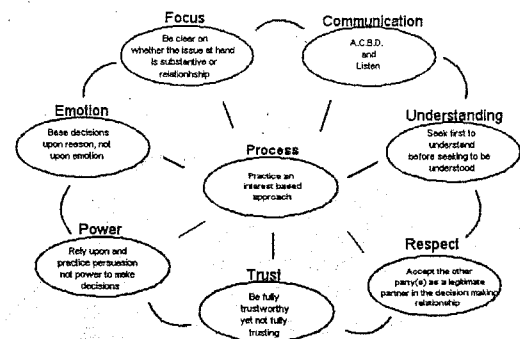 Focus
Be clear on
whether the issue at hand
is substantive or
relationhship
Communication
A.C.B.D.
and
Listen
Emotion
Base decisions
upon reason, not
upon emotion
Understanding
Seek first to
understand
before seeking to be
understood
Process
Practice an
interest based
approach
Power
Rely upon and
practice persuasion
not power to make
decisions
Respect
Accept the other
party(s) as a legitimate
partner in the decision making
relationship
Trust
Be fully
trustworthy
yet not fully
trusting